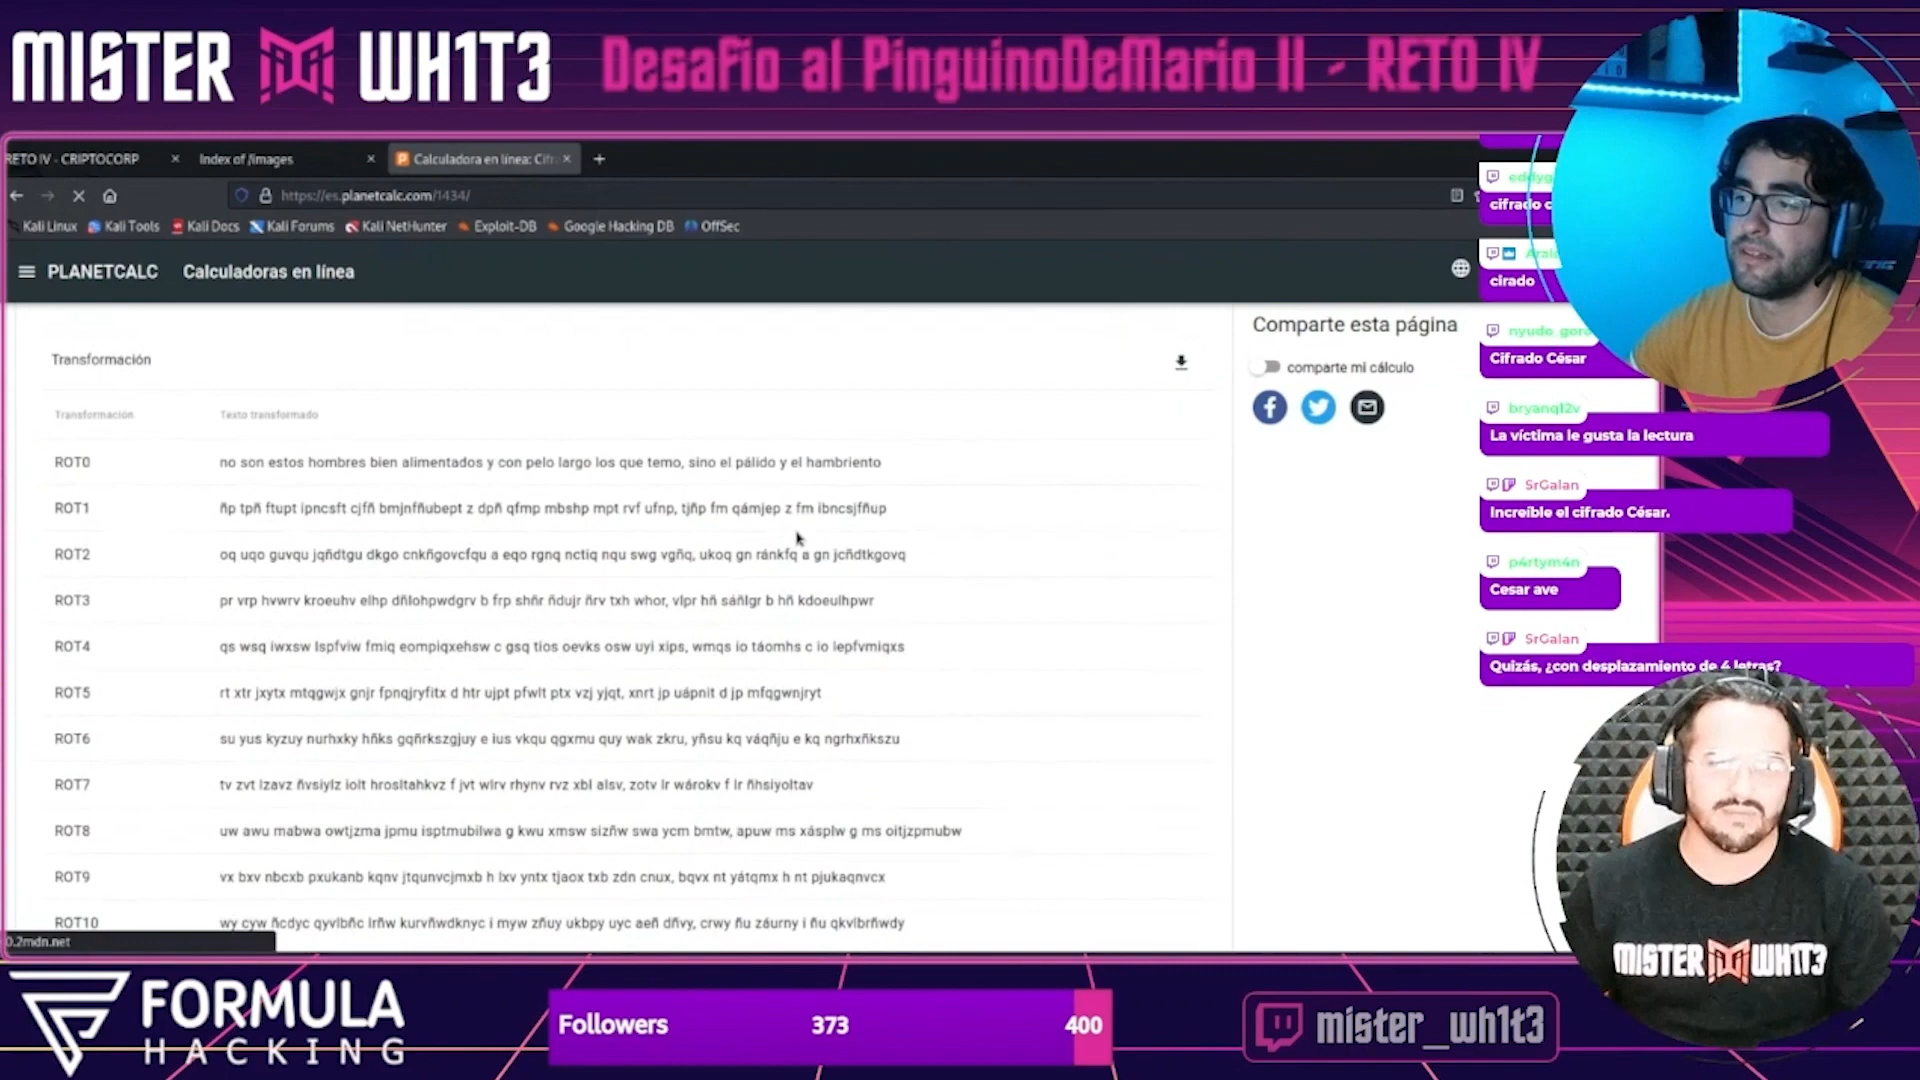 MISTER WH1T3
Desafio al PinguinoDeMario II - RETO IV
RETO IV - CRIPTOCORP
Index of /images
Calculadora en línea: Cifr
https://es.planetcalc.com/1434/
Kali Linux Kali Tools Kali Docs Kali Forums Kali NetHunter Exploit-DB Google Hacking DB OffSec
PLANETCALC Calculadoras en línea
Transformación
Transformación Texto transformado
ROT0 no son estos hombres bien alimentados y con pelo largo los que temo, sino el pálido y el hambriento
ROT1 ñp tpñ ftupt ipncsft cjfñ bmjnfñubept z dpñ qfmp mbshp mpt rvf ufnp, tjñp fm qámjep z fm ibncsjfñup
ROT2 oq uqo guvqu jqñdtgu dkgo cnkñgovcfqu a eqo rgnq nctiq nqu swg vgñq, ukoq gn ránkfq a gn jcñdtkgovq
ROT3 pr vrp hvwrv kroeuhv elhp dñlohpwdgrv b frp shñr ñdujr ñrv txh whor, vlpr hñ sáñlgr b hñ kdoeulhpwr
ROT4 qs wsq iwxsw lspfviw fmiq eompiqxehsw c gsq tios oevks osw uyi xips, wmqs io táomhs c io lepfvmiqxs
ROT5 rt xtr jxytx mtqgwjx gnjr fpnqjryfitx d htr ujpt pfwlt ptx vzj yjqt, xnrt jp uápnit d jp mfqgwnjryt
ROT6 su yus kyzuy nurhxky hñks gqñrkszgjuy e ius vkqu qgxmu quy wak zkru, yñsu kq váqñju e kq ngrhxñkszu
ROT7 tv zvt lzavz ñvsiylz iolt hrosltahkvz f jvt wlrv rhynv rvz xbl alsv, zotv lr wárokv f lr ñhsiyoltav
ROT8 uw awu mabwa owtjzma jpmu isptmubilwa g kwu xmsw sizñw swa ycm bmtw, apuw ms xásplw g ms oitjzpmubw
ROT9 vx bxv nbcxb pxukanb kqnv jtqunvcjmxb h lxv yntx tjaox txb zdn cnux, bqvx nt yátqmx h nt pjukaqnvcx
ROT10 wy cyw ñcdyc qyvlbñc lrñw kurvñwdknyc i myw zñuy ukbpy uyc aeñ dñvy, crwy ñu záurny i ñu qkvlbrñwdy
0.2mdn.net
Comparte esta página
comparte mi cálculo
cifrado c
cirado
Cifrado César
bryanq12v
La víctima le gusta la lectura
SrGalan
Increíble el cifrado César.
p4rtym4n
Cesar ave
SrGalan
Quizás, ¿con desplazamiento de 4 letras?
MISTER WH1T3
FORMULA
HACKING
Followers 373 400
mister_wh1t3